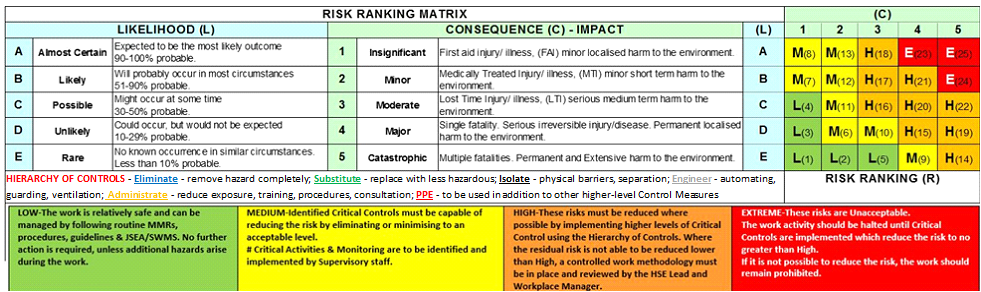 RISK RANKING MATRIX (C)
LIKELIHOOD (L) CONSEQUENCE (C) - IMPACT (L) 1 2 3 4 5
A Almost Certain Expected to be the most likely outcome
90-100% probable. 1 Insignificant First aid injury/ illness, (FAI) minor localised harm to the environment. A M(8) M(13) H(18) E(23) E(25)
B Likely Will probably occur in most circumstances
51-90% probable. 2 Minor Medically Treated Injury/ illness, (MTI) minor short term harm to the
environment. B M(7) M(12) H(17) H(21) E(24)
C Possible Might occur at some time
30-50% probable. 3 Moderate Lost Time Injury/ illness, (LTI) serious medium term harm to the
environment. C L(4) M(11) H(16) H(20) H(22)
D Unlikely Could occur, but would not be expected
10-29% probable. 4 Major Single fatality. Serious irreversible injury/disease. Permanent localised
harm to the environment. D L(3) M(6) M(10) H(15) H(19)
E Rare No known occurrence in similar circumstances.
Less than 10% probable. 5 Catastrophic Multiple fatalities. Permanent and Extensive harm to the environment. E L(1) L(2) L(5) M(9) H(14)
HIERARCHY OF CONTROLS - Eliminate - remove hazard completely; Substitute - replace with less hazardous; Isolate - physical barriers, separation; Engineer - automating,
guarding, ventilation; Administrate - reduce exposure, training, procedures, consultation; PPE - to be used in addition to other higher-level Control Measures
RISK RANKING (R)
LOW-The work is relatively safe and can be
managed by following routine MMRs,
procedures, guidelines & JSEA/SWMS. No further
action is required, unless additional hazards arise
during the work.
MEDIUM-Identified Critical Controls must be capable of
reducing the risk by eliminating or minimising to an
acceptable level.
# Critical Activities & Monitoring are to be identified and
implemented by Supervisory staff.
HIGH-These risks must be reduced where
possible by implementing higher levels of Critical
Control using the Hierarchy of Controls. Where
the residual risk is not able to be reduced lower
than High, a controlled work methodology must
be in place and reviewed by the HSE Lead and
Workplace Manager.
EXTREME-These risks are Unacceptable.
The work activity should be halted until Critical
Controls are implemented which reduce the risk to no
greater than High.
If it is not possible to reduce the risk, the work should
remain prohibited.